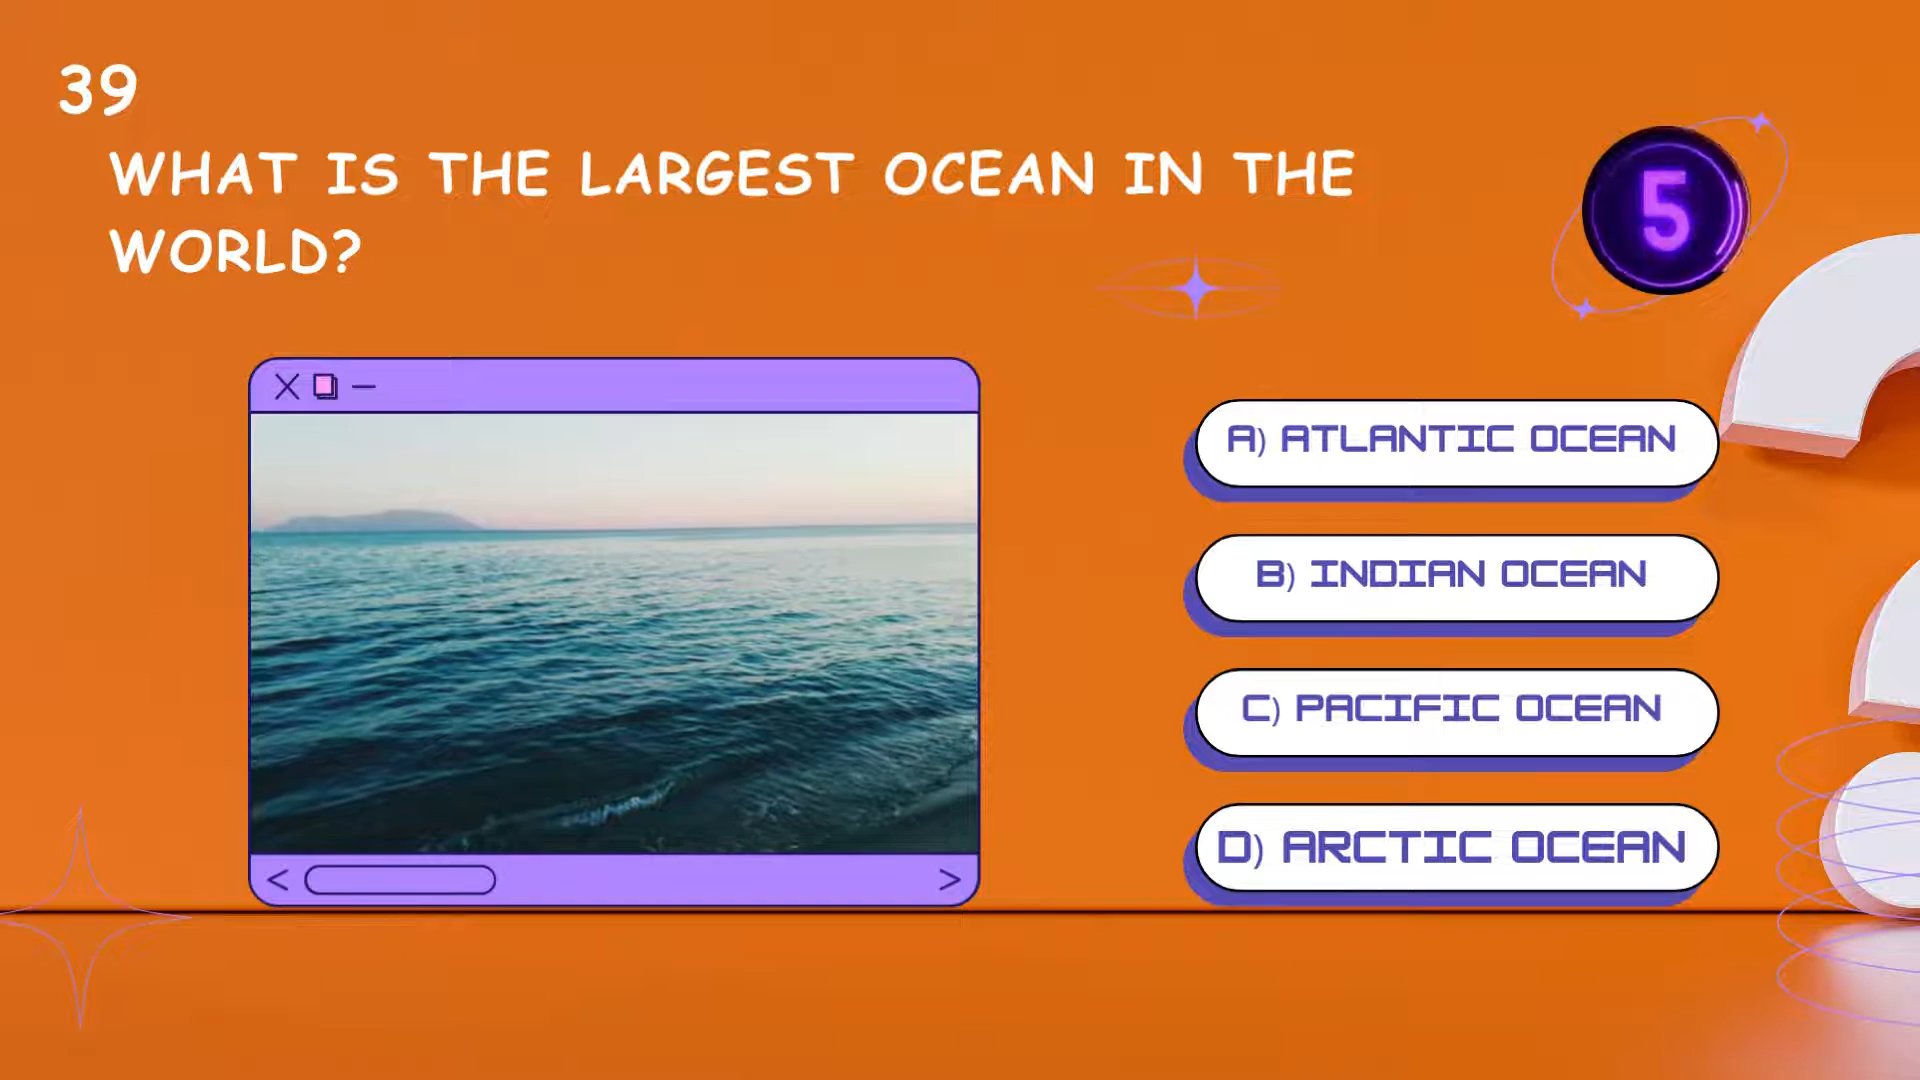 39
WHAT IS THE LARGEST OCEAN IN THE
WORLD?
5
A) ATLANTIC OCEAN
B) INDIAN OCEAN
C) PACIFIC OCEAN
D) ARCTIC OCEAN